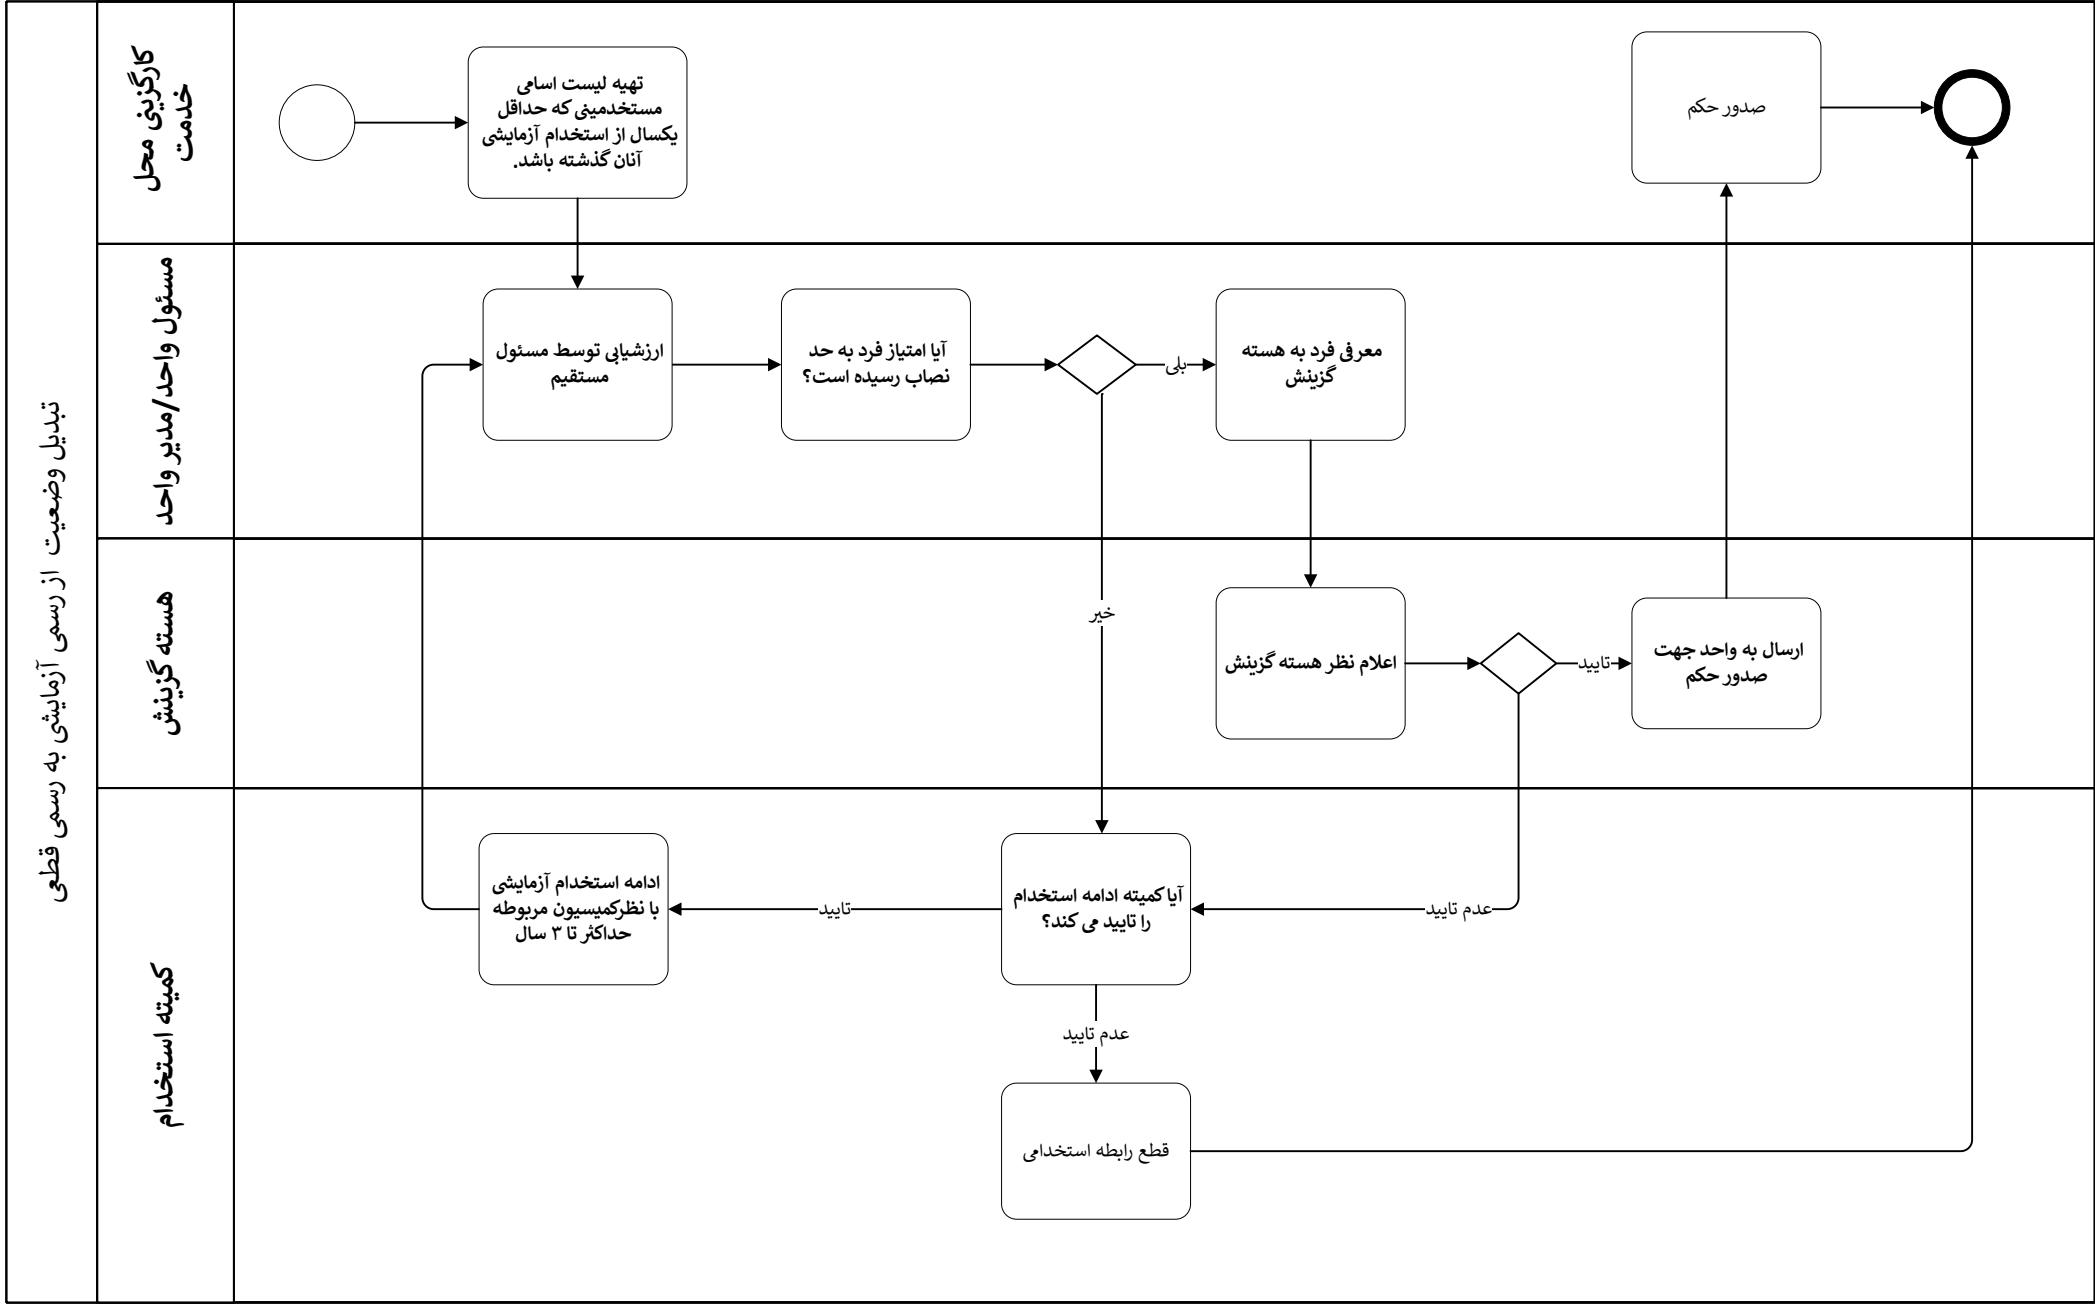 تبدیل وضعیت از رسمی آزمایشی به رسمی قطعی
کارگزینی محل
خدمت
تهیه لیست اسامی
مستخدمینی که حداقل
یکسال از استخدام آزمایشی
آنان گذشته باشد.
صدور حکم
مسئول واحد/مدیر واحد
ارزشیابی توسط مسئول
مستقیم
آیا امتیاز فرد به حد
نصاب رسیده است؟
بلی
معرفی فرد به هسته
گزینش
خیر
هسته گزینش
اعلام نظر هسته گزینش
تایید
ارسال به واحد جهت
صدور حکم
کمیته استخدام
ادامه استخدام آزمایشی
با نظرکمیسیون مربوطه
حداکثر تا ۳ سال
تایید
آیا کمیته ادامه استخدام
را تایید می کند؟
عدم تایید
عدم تایید
قطع رابطه استخدامی